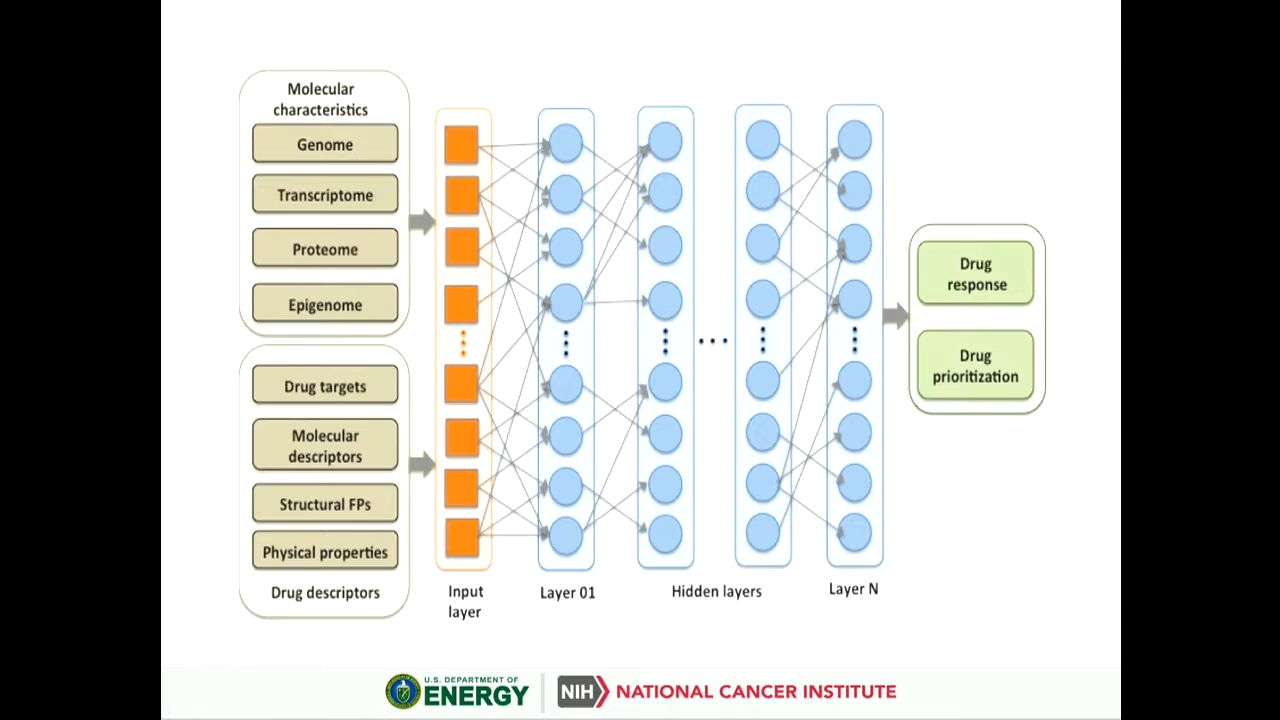 Molecular
characteristics
Genome
Transcriptome
Proteome
Epigenome
Drug targets
Molecular
descriptors
Structural FPs
Physical properties
Drug descriptors
Input
layer
Layer 01
Hidden layers
Layer N
Drug
response
Drug
prioritization
U.S. DEPARTMENT OF
ENERGY
NIH NATIONAL CANCER INSTITUTE